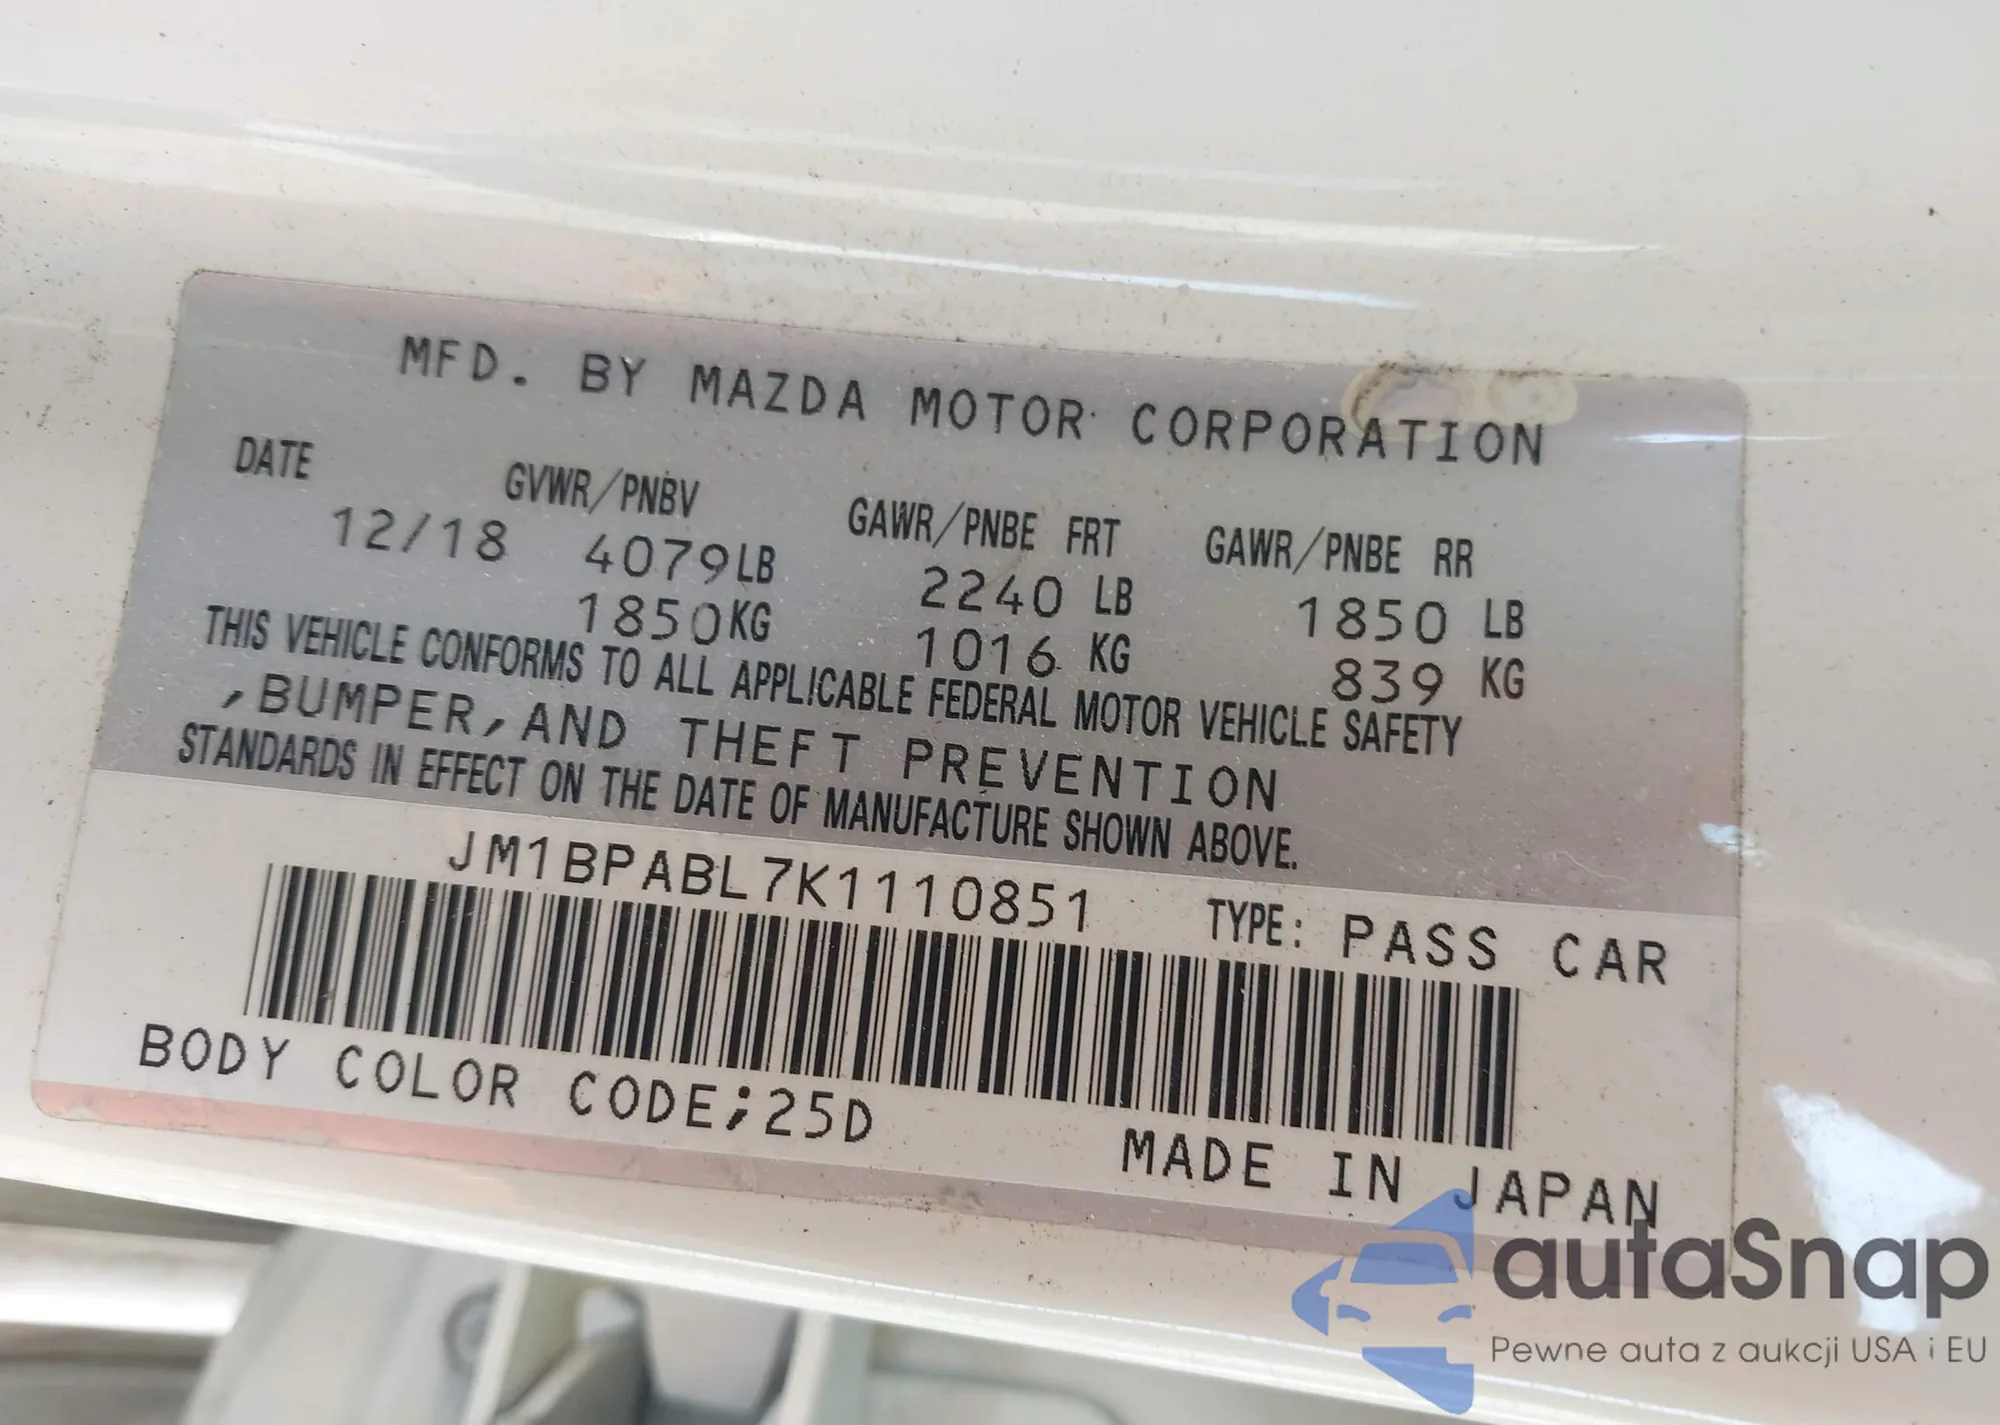 MFD. BY MAZDA MOTOR CORPORATION
DATE GVWR/PNBV GAWR/PNBE FRT GAWR/PNBE RR
12/18 4079LB 2240 LB 1850 LB
1850KG 1016 KG 839 KG
THIS VEHICLE CONFORMS TO ALL APPLICABLE FEDERAL MOTOR VEHICLE SAFETY
,BUMPER,AND THEFT PREVENTION
STANDARDS IN EFFECT ON THE DATE OF MANUFACTURE SHOWN ABOVE.
JM1BPABL7K1110851 TYPE: PASS CAR
BODY COLOR CODE;25D
MADE IN JAPAN
autaSnap
Pewne auta z aukcji USA i EU